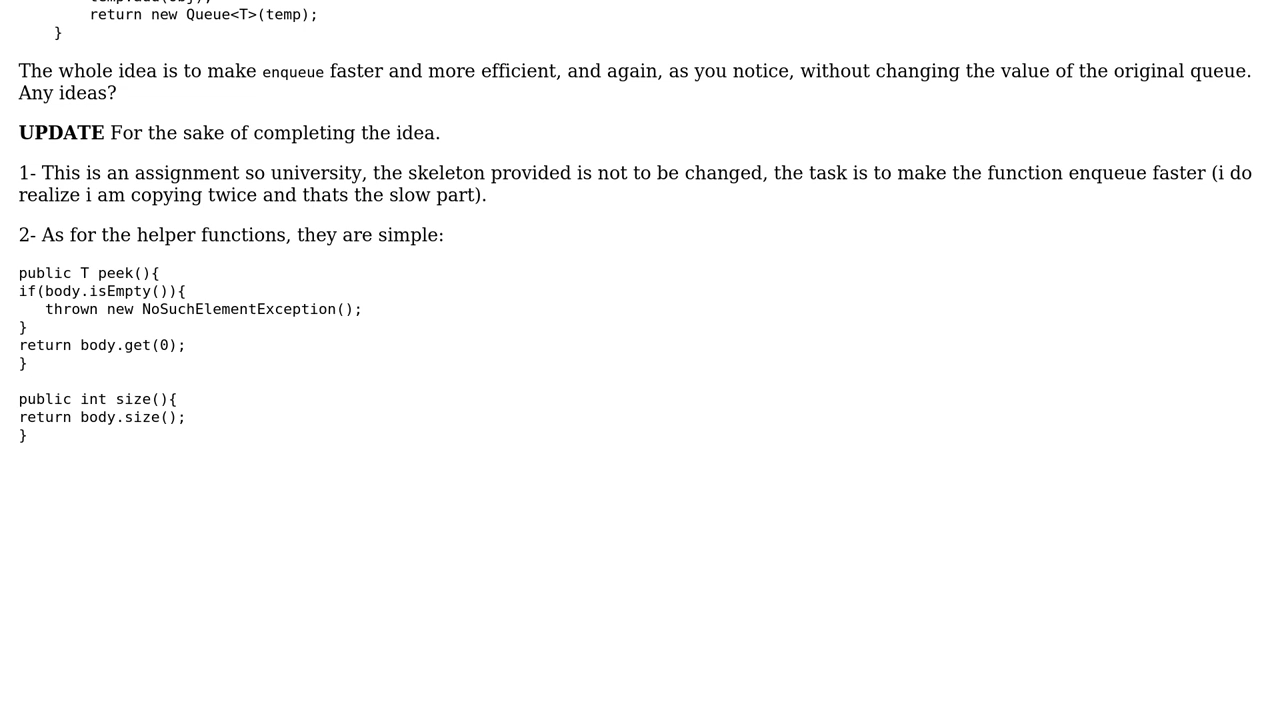 return new Queue<T>(temp);
}
The whole idea is to make enqueue faster and more efficient, and again, as you notice, without changing the value of the original queue.
Any ideas?
UPDATE For the sake of completing the idea.
1- This is an assignment so university, the skeleton provided is not to be changed, the task is to make the function enqueue faster (i do
realize i am copying twice and thats the slow part).
2- As for the helper functions, they are simple:
public T peek(){
if(body.isEmpty()){
thrown new NoSuchElementException();
}
return body.get(0);
}
public int size(){
return body.size();
}